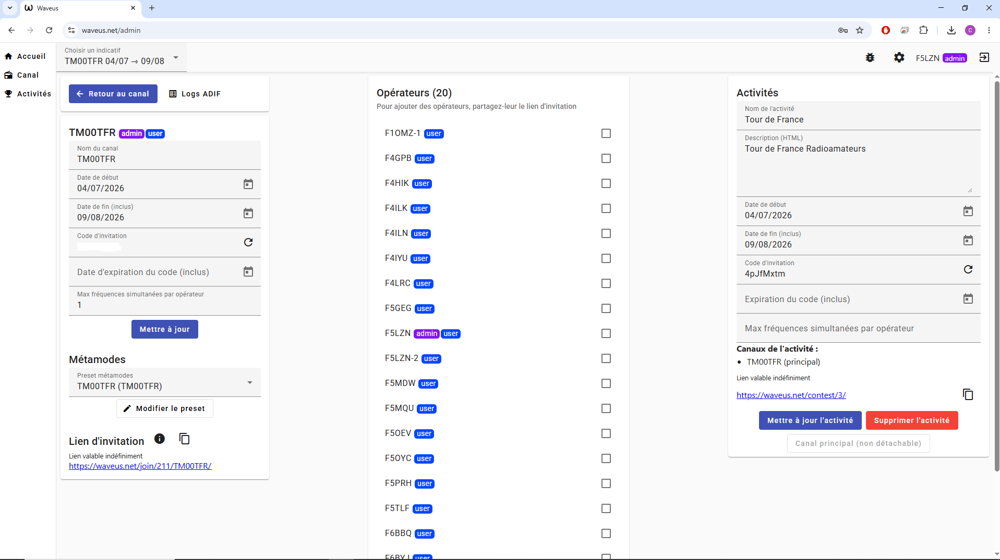 Waveus
waveus.net/admin
C
Accueil
Canal
Activités
Choisir un indicatif
TM00TFR 04/07 → 09/08
F5LZN admin
Retour au canal
Logs ADIF
TM00TFR admin user
Nom du canal
TM00TFR
Date de début
04/07/2026
Date de fin (inclus)
09/08/2026
Code d'invitation
Date d'expiration du code (inclus)
Max fréquences simultanées par opérateur
1
Mettre à jour
Métamodes
Preset métamodes
TM00TFR (TM00TFR)
Modifier le preset
Lien d'invitation
Lien valable indéfiniment
https://waveus.net/join/211/TM00TFR/
Opérateurs (20)
Pour ajouter des opérateurs, partagez-leur le lien d'invitation
F1OMZ-1 user
F4GPB user
F4HIK user
F4ILK user
F4ILN user
F4IYU user
F4LRC user
F5GEG user
F5LZN admin user
F5LZN-2 user
F5MDW user
F5MQU user
F5OEV user
F5OYC user
F5PRH user
F5TLF user
F6BBQ user
user
Activités
Nom de l'activité
Tour de France
Description (HTML)
Tour de France Radioamateurs
Date de début
04/07/2026
Date de fin (inclus)
09/08/2026
Code d'invitation
4pJfMxtm
Expiration du code (inclus)
Max fréquences simultanées par opérateur
Canaux de l'activité :
• TM00TFR (principal)
Lien valable indéfiniment
https://waveus.net/contest/3/
Mettre à jour l'activité
Supprimer l'activité
Canal principal (non détachable)